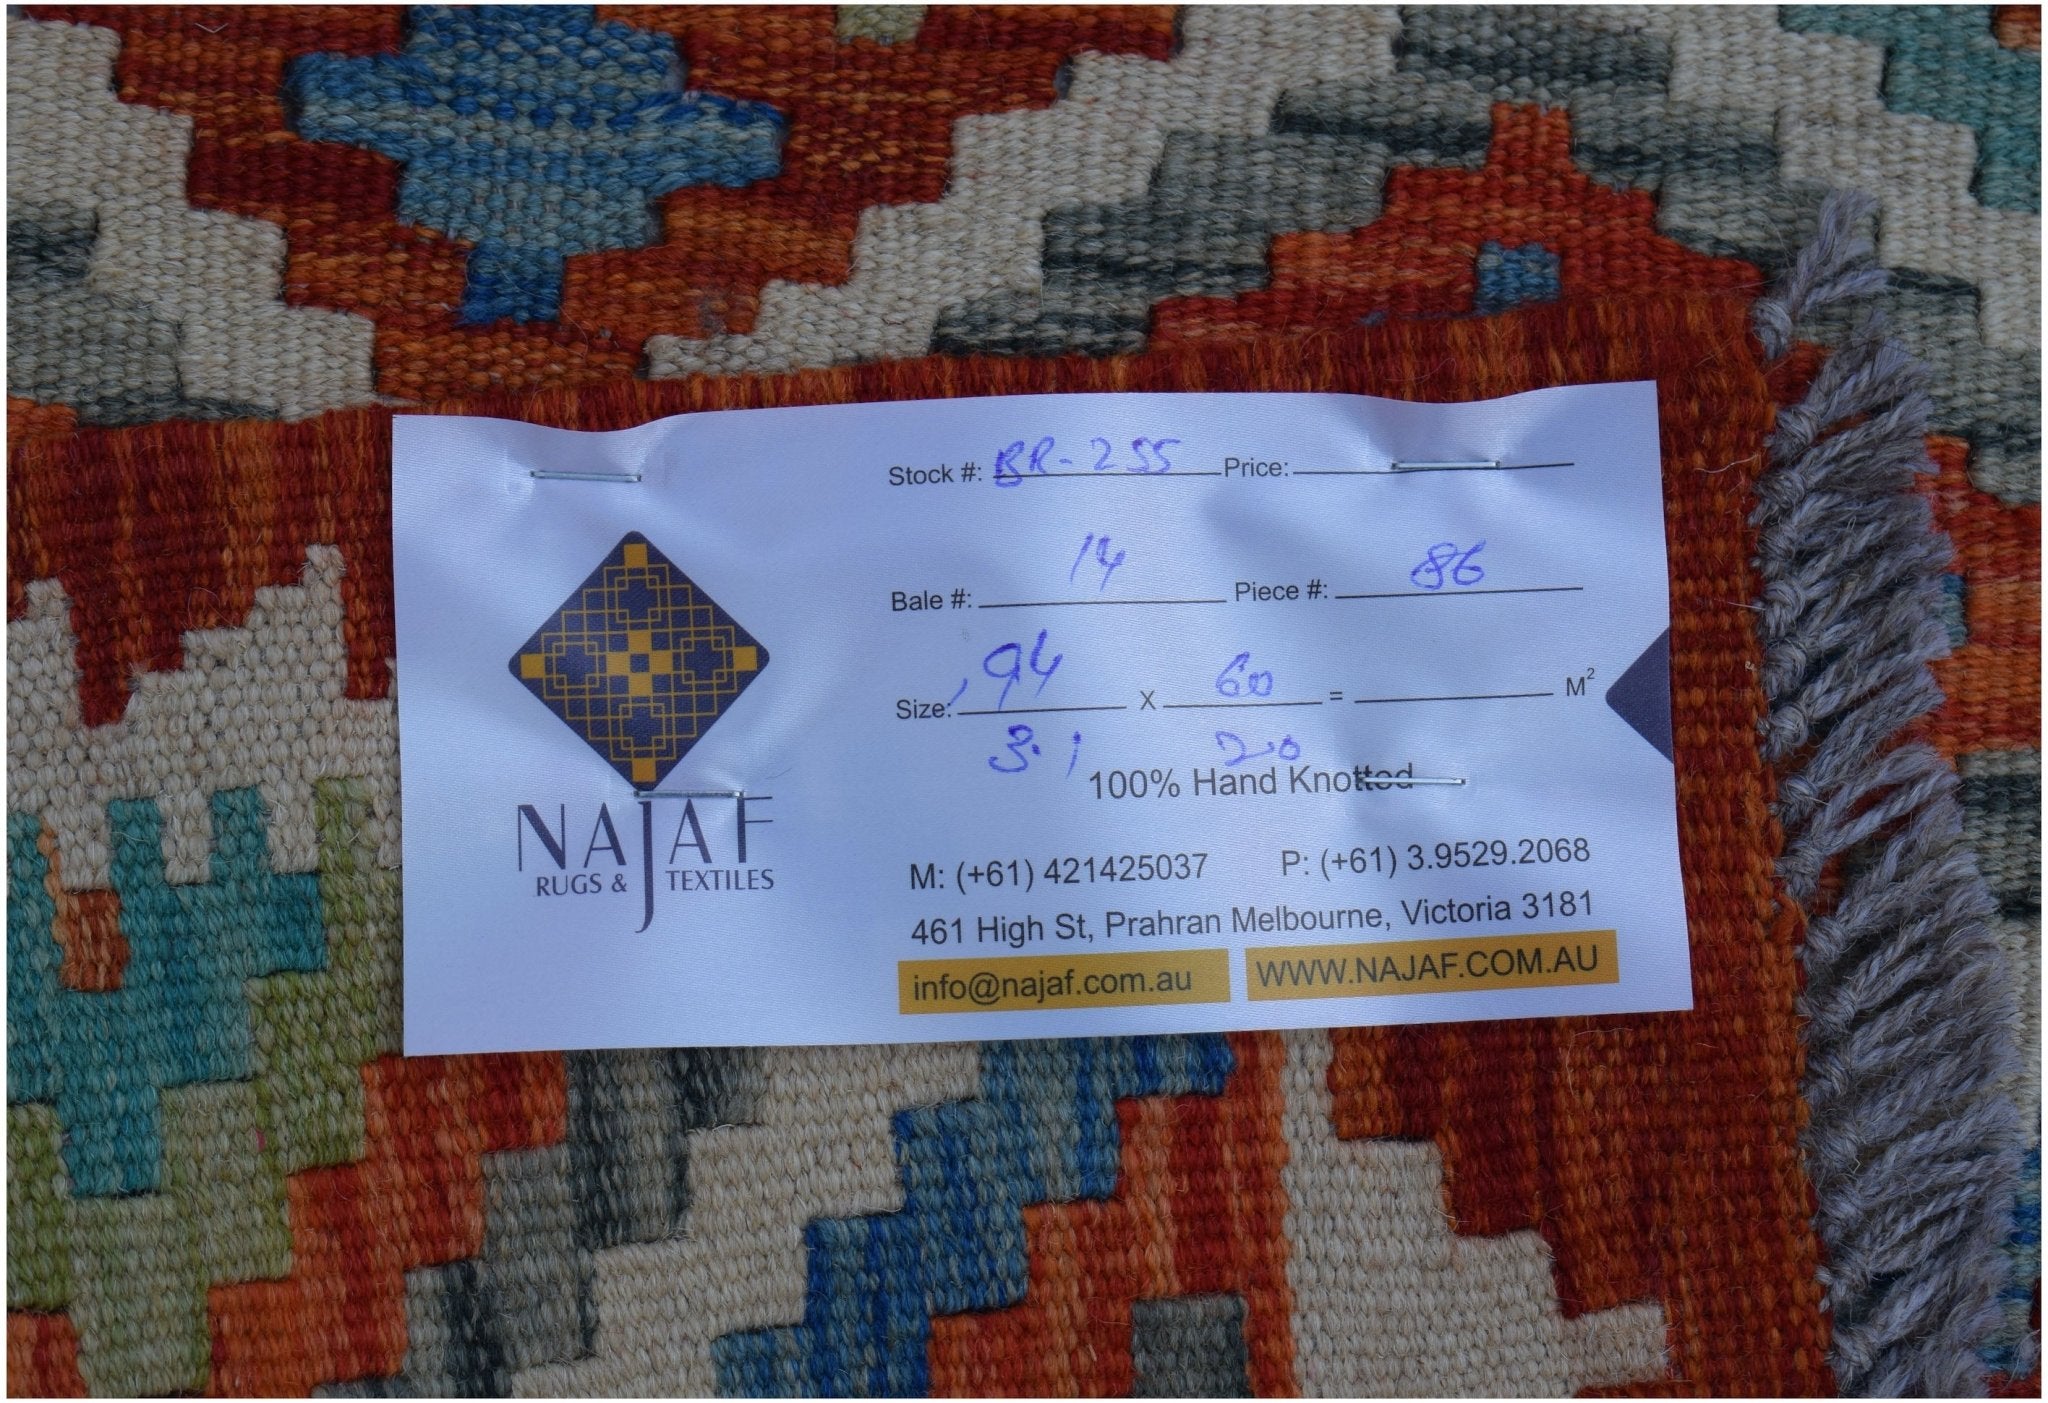 Stock #: BR-255 Price:
Bale #: 14 Piece #: 86
Size: 94 X 60 = M²
3.1 2.0
100% Hand Knotted
NAJAF
RUGS & TEXTILES
M: (+61) 421425037 P: (+61) 3.9529.2068
461 High St, Prahran Melbourne, Victoria 3181
info@najaf.com.au WWW.NAJAF.COM.AU